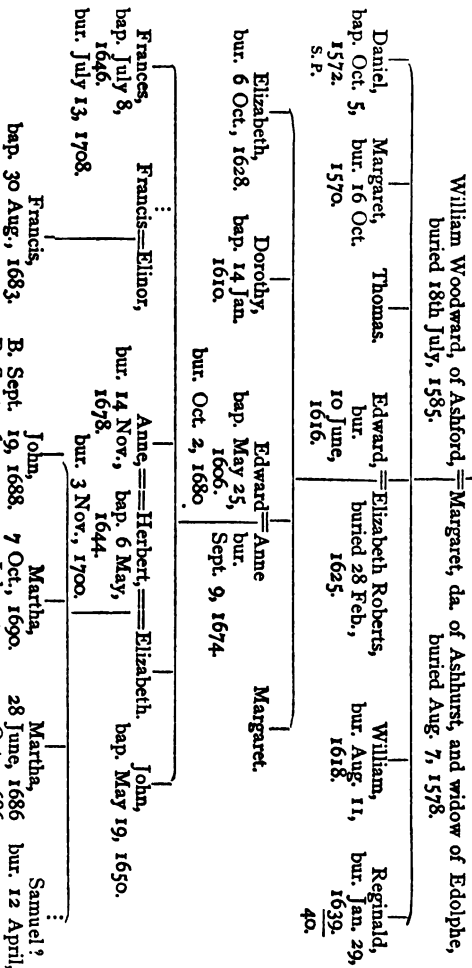 William Woodward, of Ashford, = Margaret, da. of Ashhurst, and widow of Edolphe,
buried 18th July, 1585.
buried Aug. 7, 1578.
Daniel,
bap. Oct. 5,
1572.
S.P.
Margaret,
bur. 16 Oct.
1570.
Thomas.
Edward, = Elizabeth Roberts,
bur.
10 June,
1616.
buried 28 Feb.,
1625.
William,
bur. Aug. 11,
1618.
Reginald,
bur. Jan. 29,
1639.
40.
Elizabeth,
bur. 6 Oct., 1628.
Dorothy,
bap. 14 Jan.
1610.
Edward = Anne
bap. May 25,
1606.
bur. Oct. 2, 1680
bur.
Sept. 9, 1674.
Margaret.
Frances,
bap. July 8,
1646.
bur. July 13, 1708.
Francis = Elinor,
Anne, = Herbert, = Elizabeth.
bur. 14 Nov.,
1678.
bap. 6 May,
1644.
bur. 3 Nov., 1700.
John,
bap. May 19, 1650.
Francis,
bap. 30 Aug., 1683.
John,
B. Sept. 19, 1688.
Martha,
7 Oct., 1690.
Martha,
28 June, 1686
Samuel?
bur. 12 April,